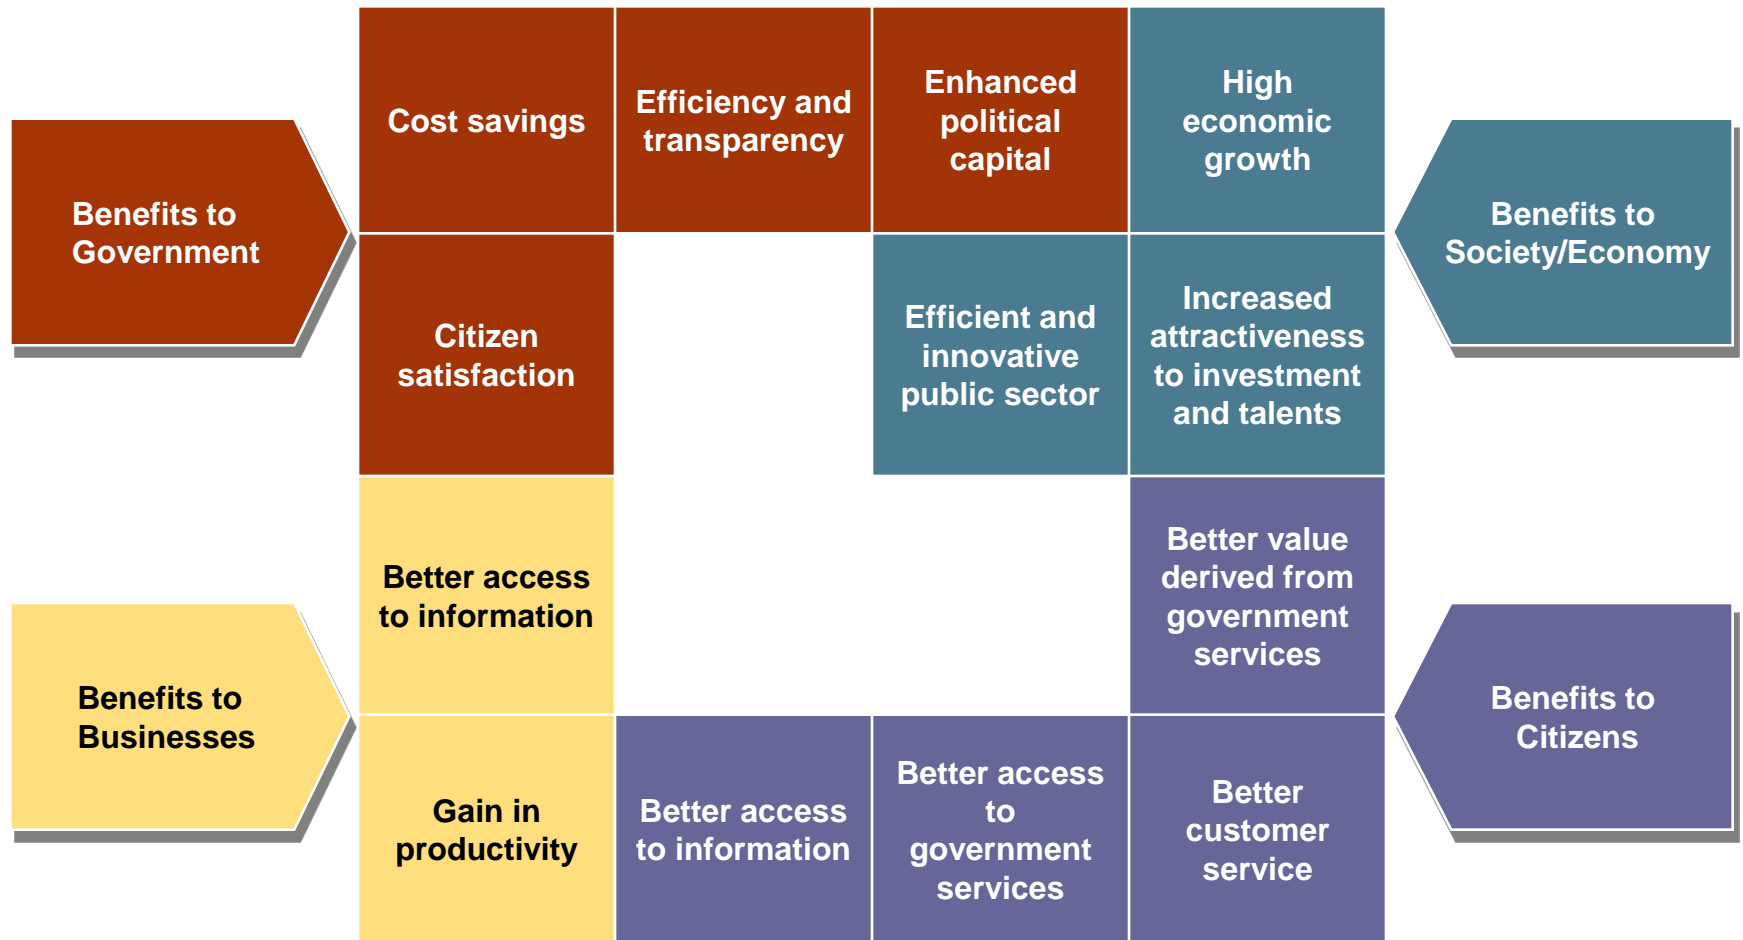 Cost savings
Efficiency and
transparency
Enhanced
political
capital
High
economic
growth
Benefits to
Government
Benefits to
Society/Economy
Citizen
satisfaction
Efficient and
innovative
public sector
Increased
attractiveness
to investment
and talents
Better access
to information
Better value
derived from
government
services
Benefits to
Businesses
Benefits to
Citizens
Gain in
productivity
Better access
to information
Better access
to
government
services
Better
customer
service